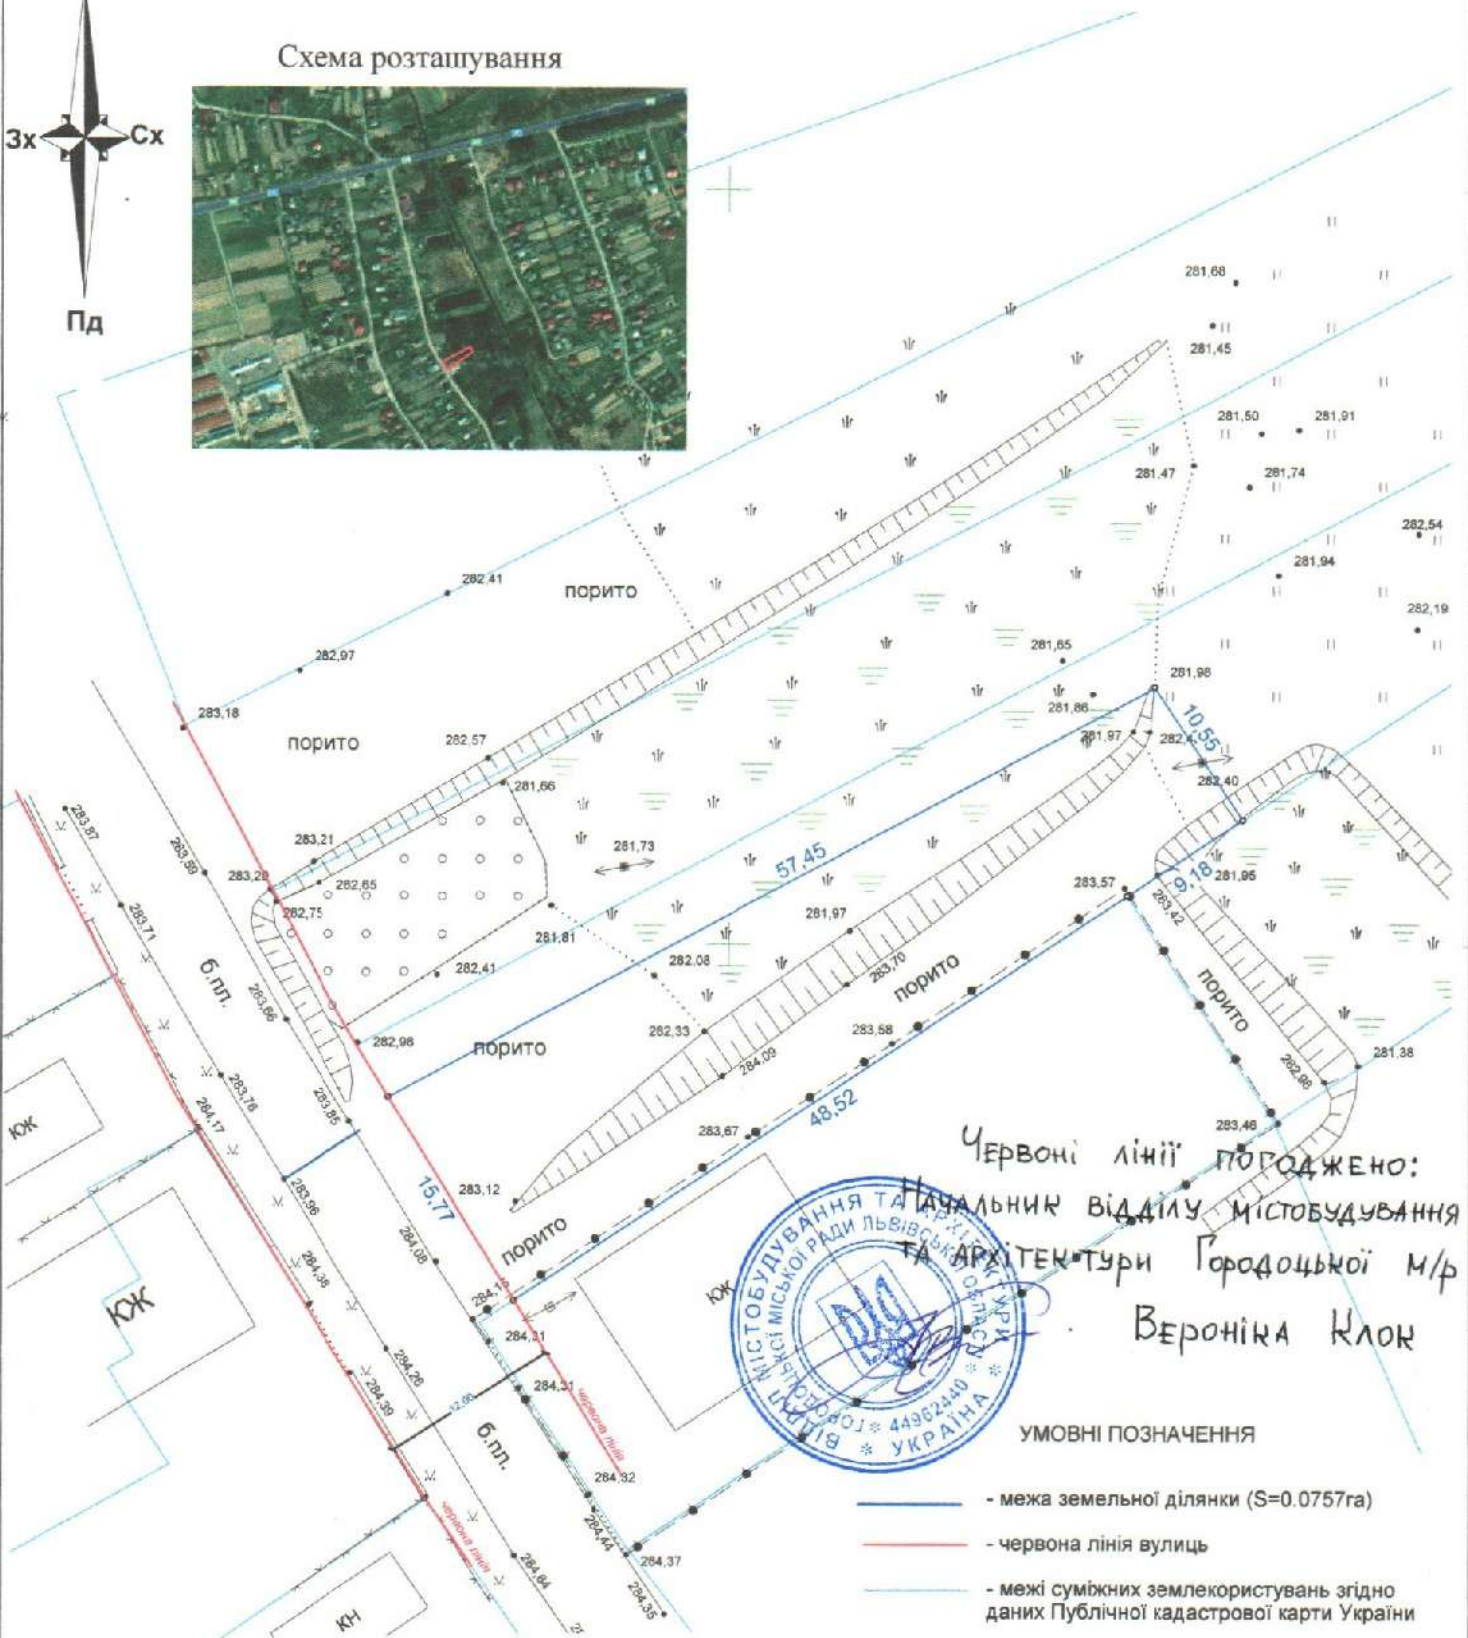 Схема розташування
Зх
Сх
Пд
281,68
281,45
281,50
281,91
281,47
281,74
282,54
281,94
282,19
282,41
порито
282,97
281,65
281,98
283,18
порито
282,57
281,86
281,97
10,55
282,40
281,66
283,87
283,59
283,21
281,73
57,45
283,20
282,65
283,57
9,18
281,95
282,75
283,71
281,97
283,42
281,81
282,41
282,08
283,70
порито
порито
б.пл.
283,66
282,98
порито
282,33
283,58
284,09
281,38
282,98
283,76
КЖ
284,17
283,85
48,52
283,67
283,46
Червоні лінії погоджено:
Начальник відділу містобудування
та архітектури Городоцької м/р
Вероніка Клок
15,77
283,12
283,96
порито
284,08
КЖ
284,38
КЖ
284,31
284,26
284,31
284,39
12,00
червона лінія
б.пл.
284,32
червона лінія
284,44
284,37
284,84
284,35
КН
ВІДДІЛ МІСТОБУДУВАННЯ ТА АРХІТЕКТУРИ * УКРАЇНА *
ГОРОДОЦЬКОЇ МІСЬКОЇ РАДИ ЛЬВІВСЬКОЇ ОБЛАСТІ * 44962440 *
УМОВНІ ПОЗНАЧЕННЯ
- межа земельної ділянки (S=0.0757га)
- червона лінія вулиць
- межі суміжних землекористувань згідно
даних Публічної кадастрової карти України